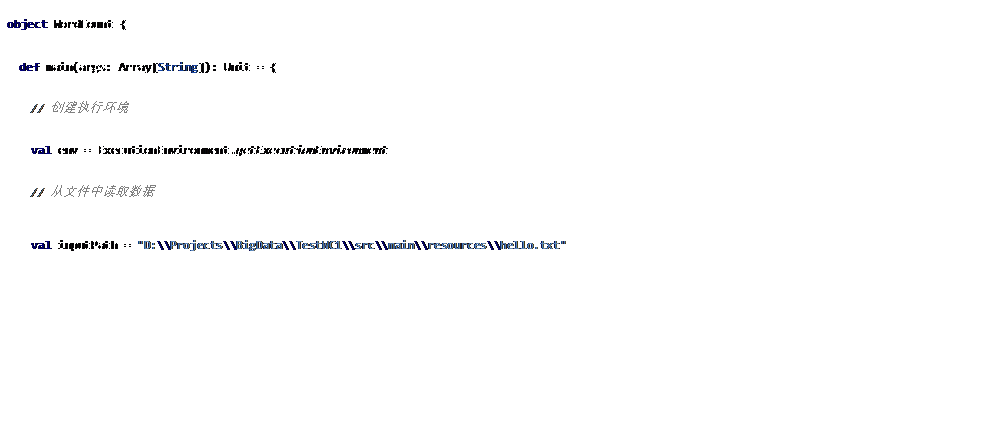 object WordCount {
def main(args: Array[String]): Unit = {
// 创建执行环境
val env = ExecutionEnvironment.getExecutionEnvironment
// 从文件中读取数据
val inputPath = "D:\\Projects\\BigData\\TestWC1\\src\\main\\resources\\hello.txt"